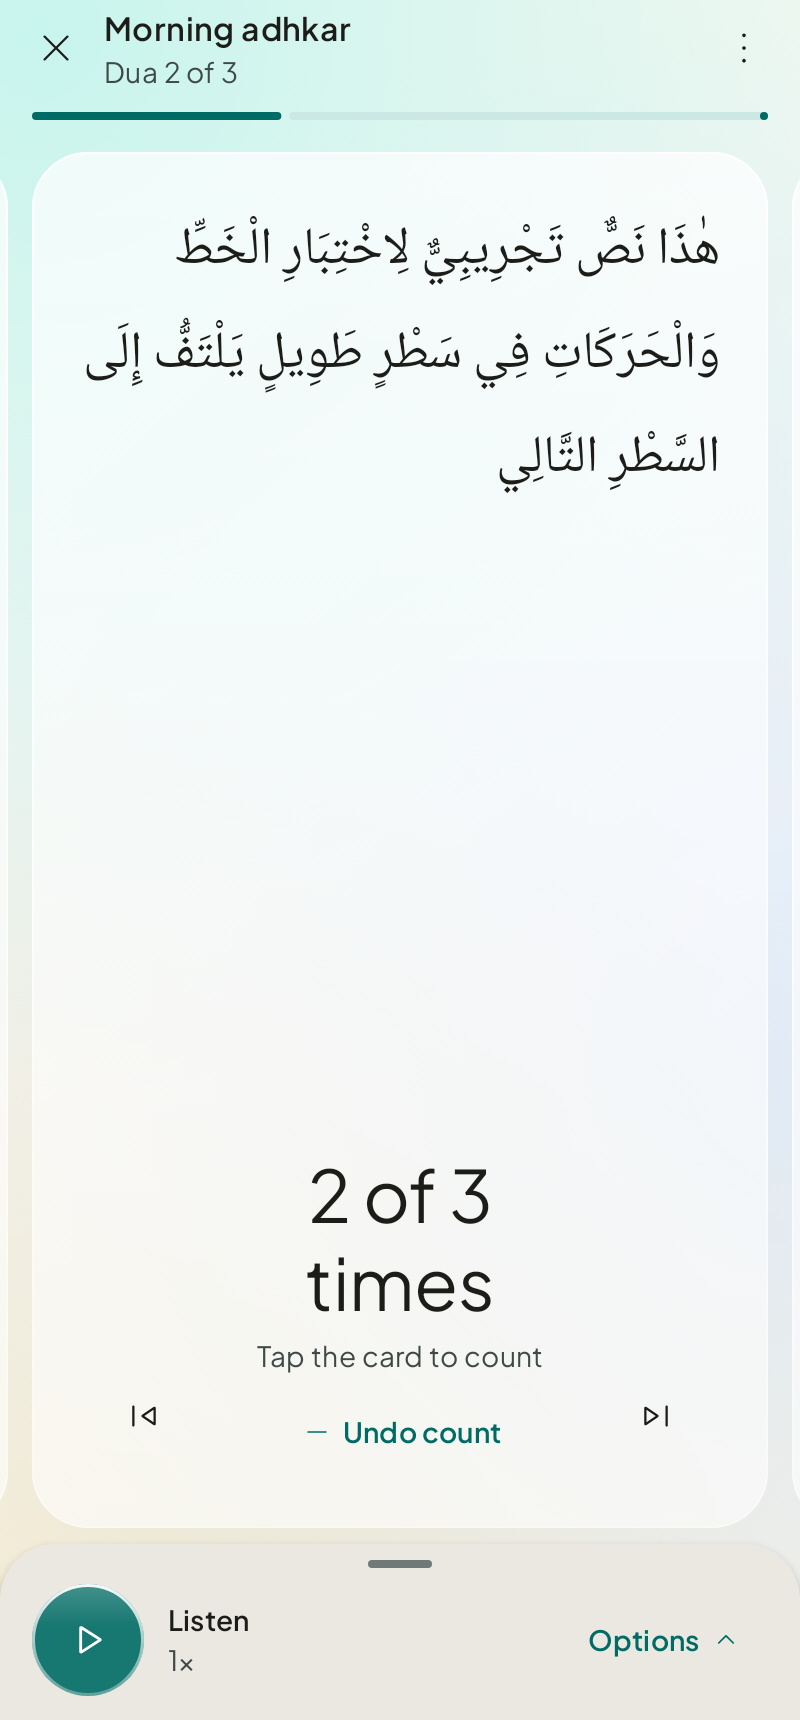 Morning adhkar
Dua 2 of 3
هٰذَا نَصٌّ تَجْرِيبِيٌّ لِاخْتِبَارِ الْخَطِّ
وَالْحَرَكَاتِ فِي سَطْرٍ طَوِيلٍ يَلْتَفُّ إِلَى
السَّطْرِ التَّالِي
2 of 3
times
Tap the card to count
Undo count
Listen
1×
Options